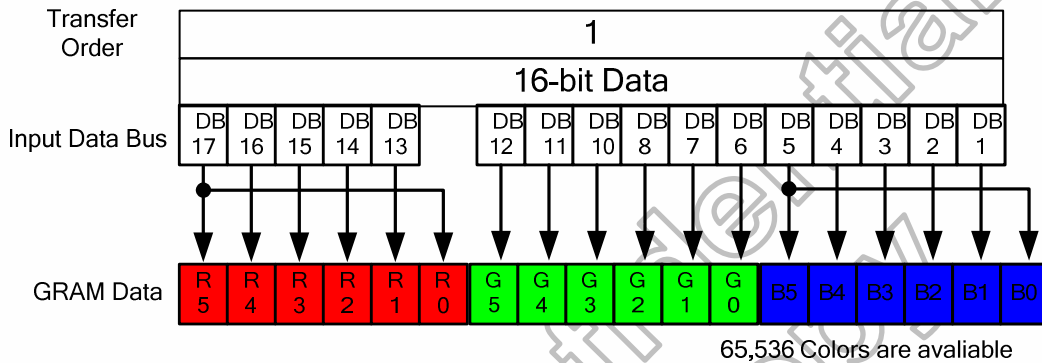 Transfer Order
1
16-bit Data
Input Data Bus
DB 17 DB 16 DB 15 DB 14 DB 13 DB 12 DB 11 DB 10 DB 8 DB 7 DB 6 DB 5 DB 4 DB 3 DB 2 DB 1
GRAM Data
R 5 R 4 R 3 R 2 R 1 R 0 G 5 G 4 G 3 G 2 G 1 G 0 B5 B4 B3 B2 B1 B0
65,536 Colors are avaliable